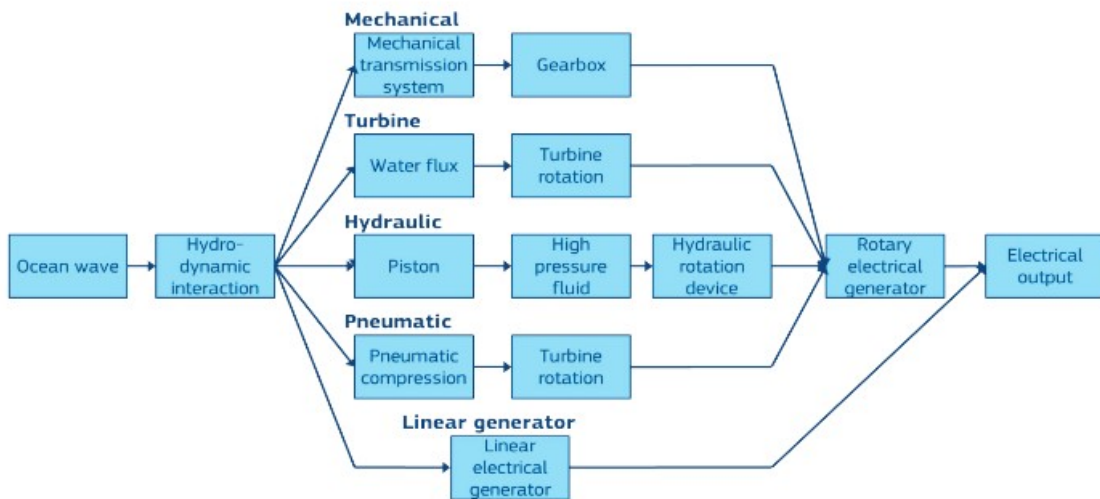 Mechanical
Mechanical
transmission
system
Gearbox
Turbine
Water flux
Turbine
rotation
Hydraulic
Ocean wave
Hydro-
dynamic
interaction
Piston
High
pressure
fluid
Hydraulic
rotation
device
Rotary
electrical
generator
Electrical
output
Pneumatic
Pneumatic
compression
Turbine
rotation
Linear generator
Linear
electrical
generator